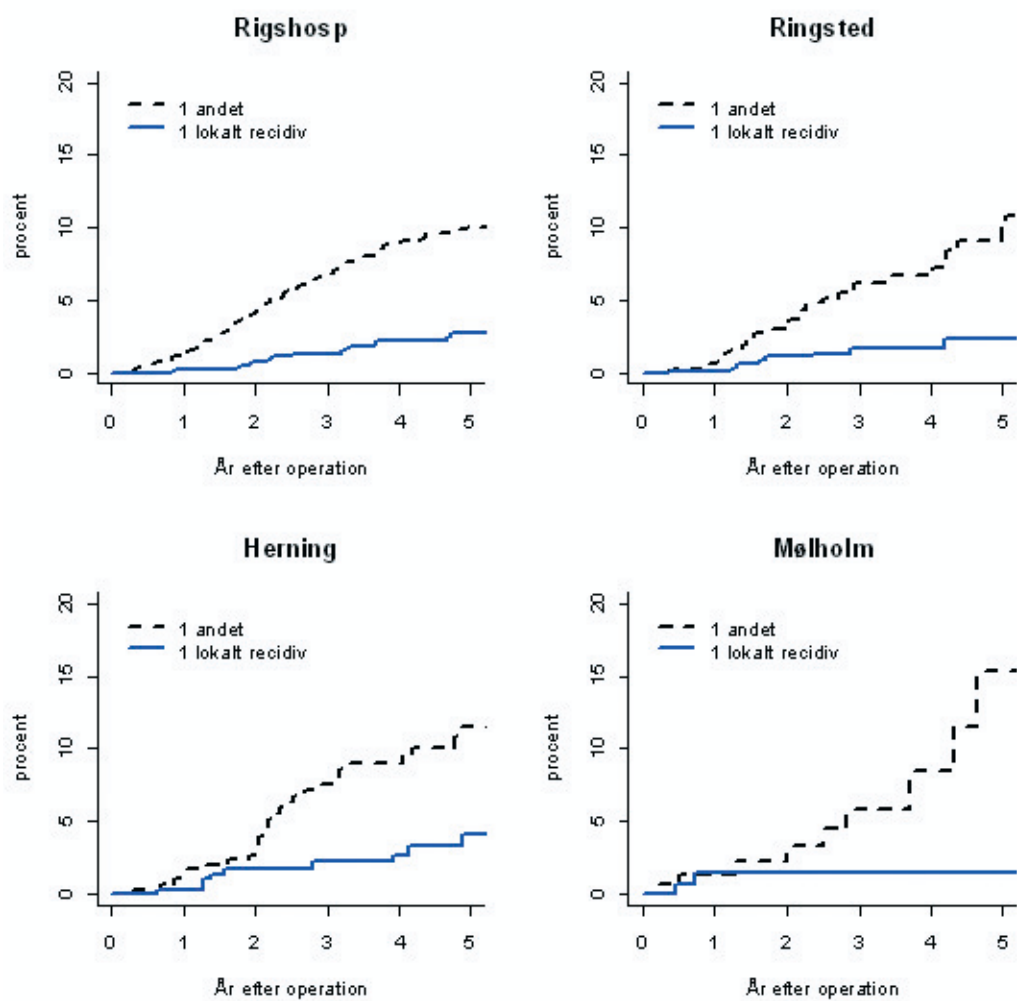 Rigshosp
20
15
10
5
0
procent
1 andet
1 lokalt recidiv
0 1 2 3 4 5
År efter operation
Ringsted
20
15
10
5
0
procent
1 andet
1 lokalt recidiv
0 1 2 3 4 5
År efter operation
Herning
20
15
10
5
0
procent
1 andet
1 lokalt recidiv
0 1 2 3 4 5
År efter operation
Mølholm
20
15
10
5
0
procent
1 andet
1 lokalt recidiv
0 1 2 3 4 5
År efter operation